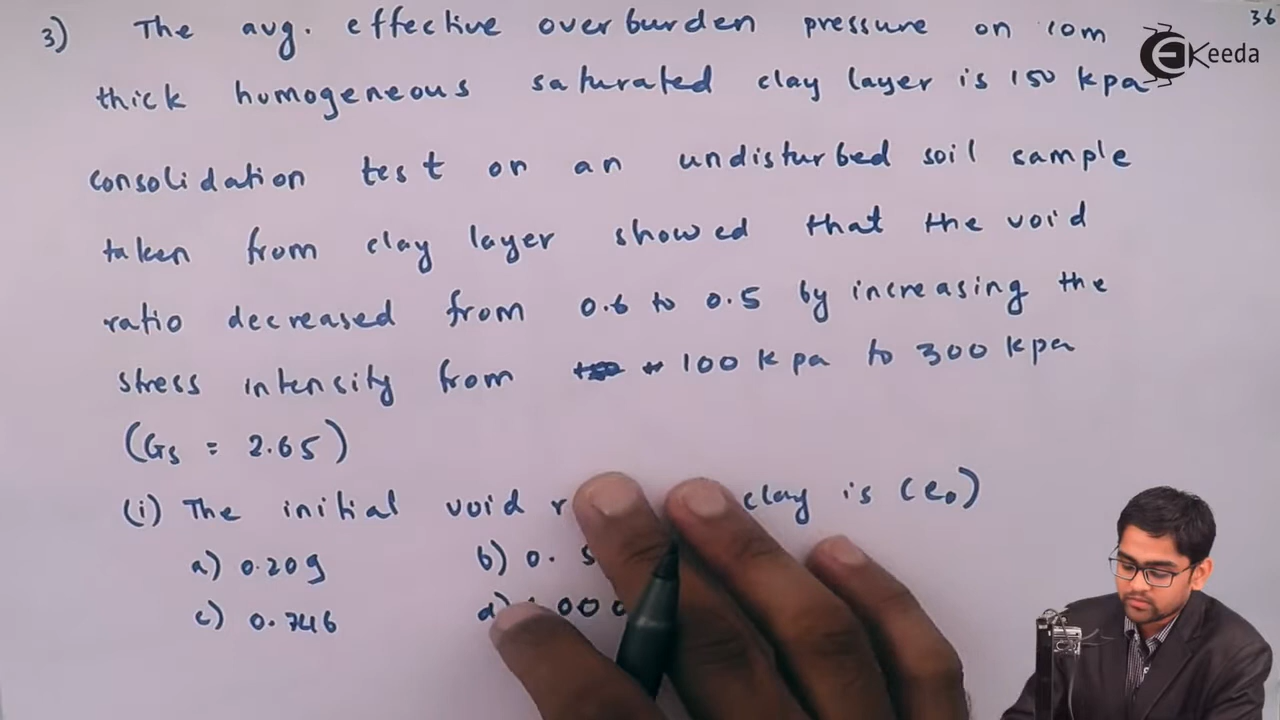 36
3) The avg. effective overburden pressure on 10m
EKeeda
thick homogeneous saturated clay layer is 150 kpa
consolidation test on an undisturbed soil sample
taken from clay layer showed that the void
ratio decreased from 0.6 to 0.5 by increasing the
stress intensity from 100 kpa to 300 kpa
(Gs = 2.65)
(i) The initial void clay is (e0)
a) 0.209 b) 0.
c) 0.746 d)